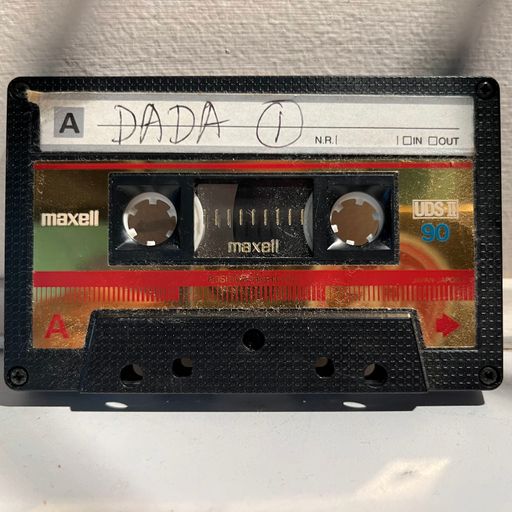 A DADA ①
N.R. □IN □OUT
maxell UDS-II
90
maxell
A